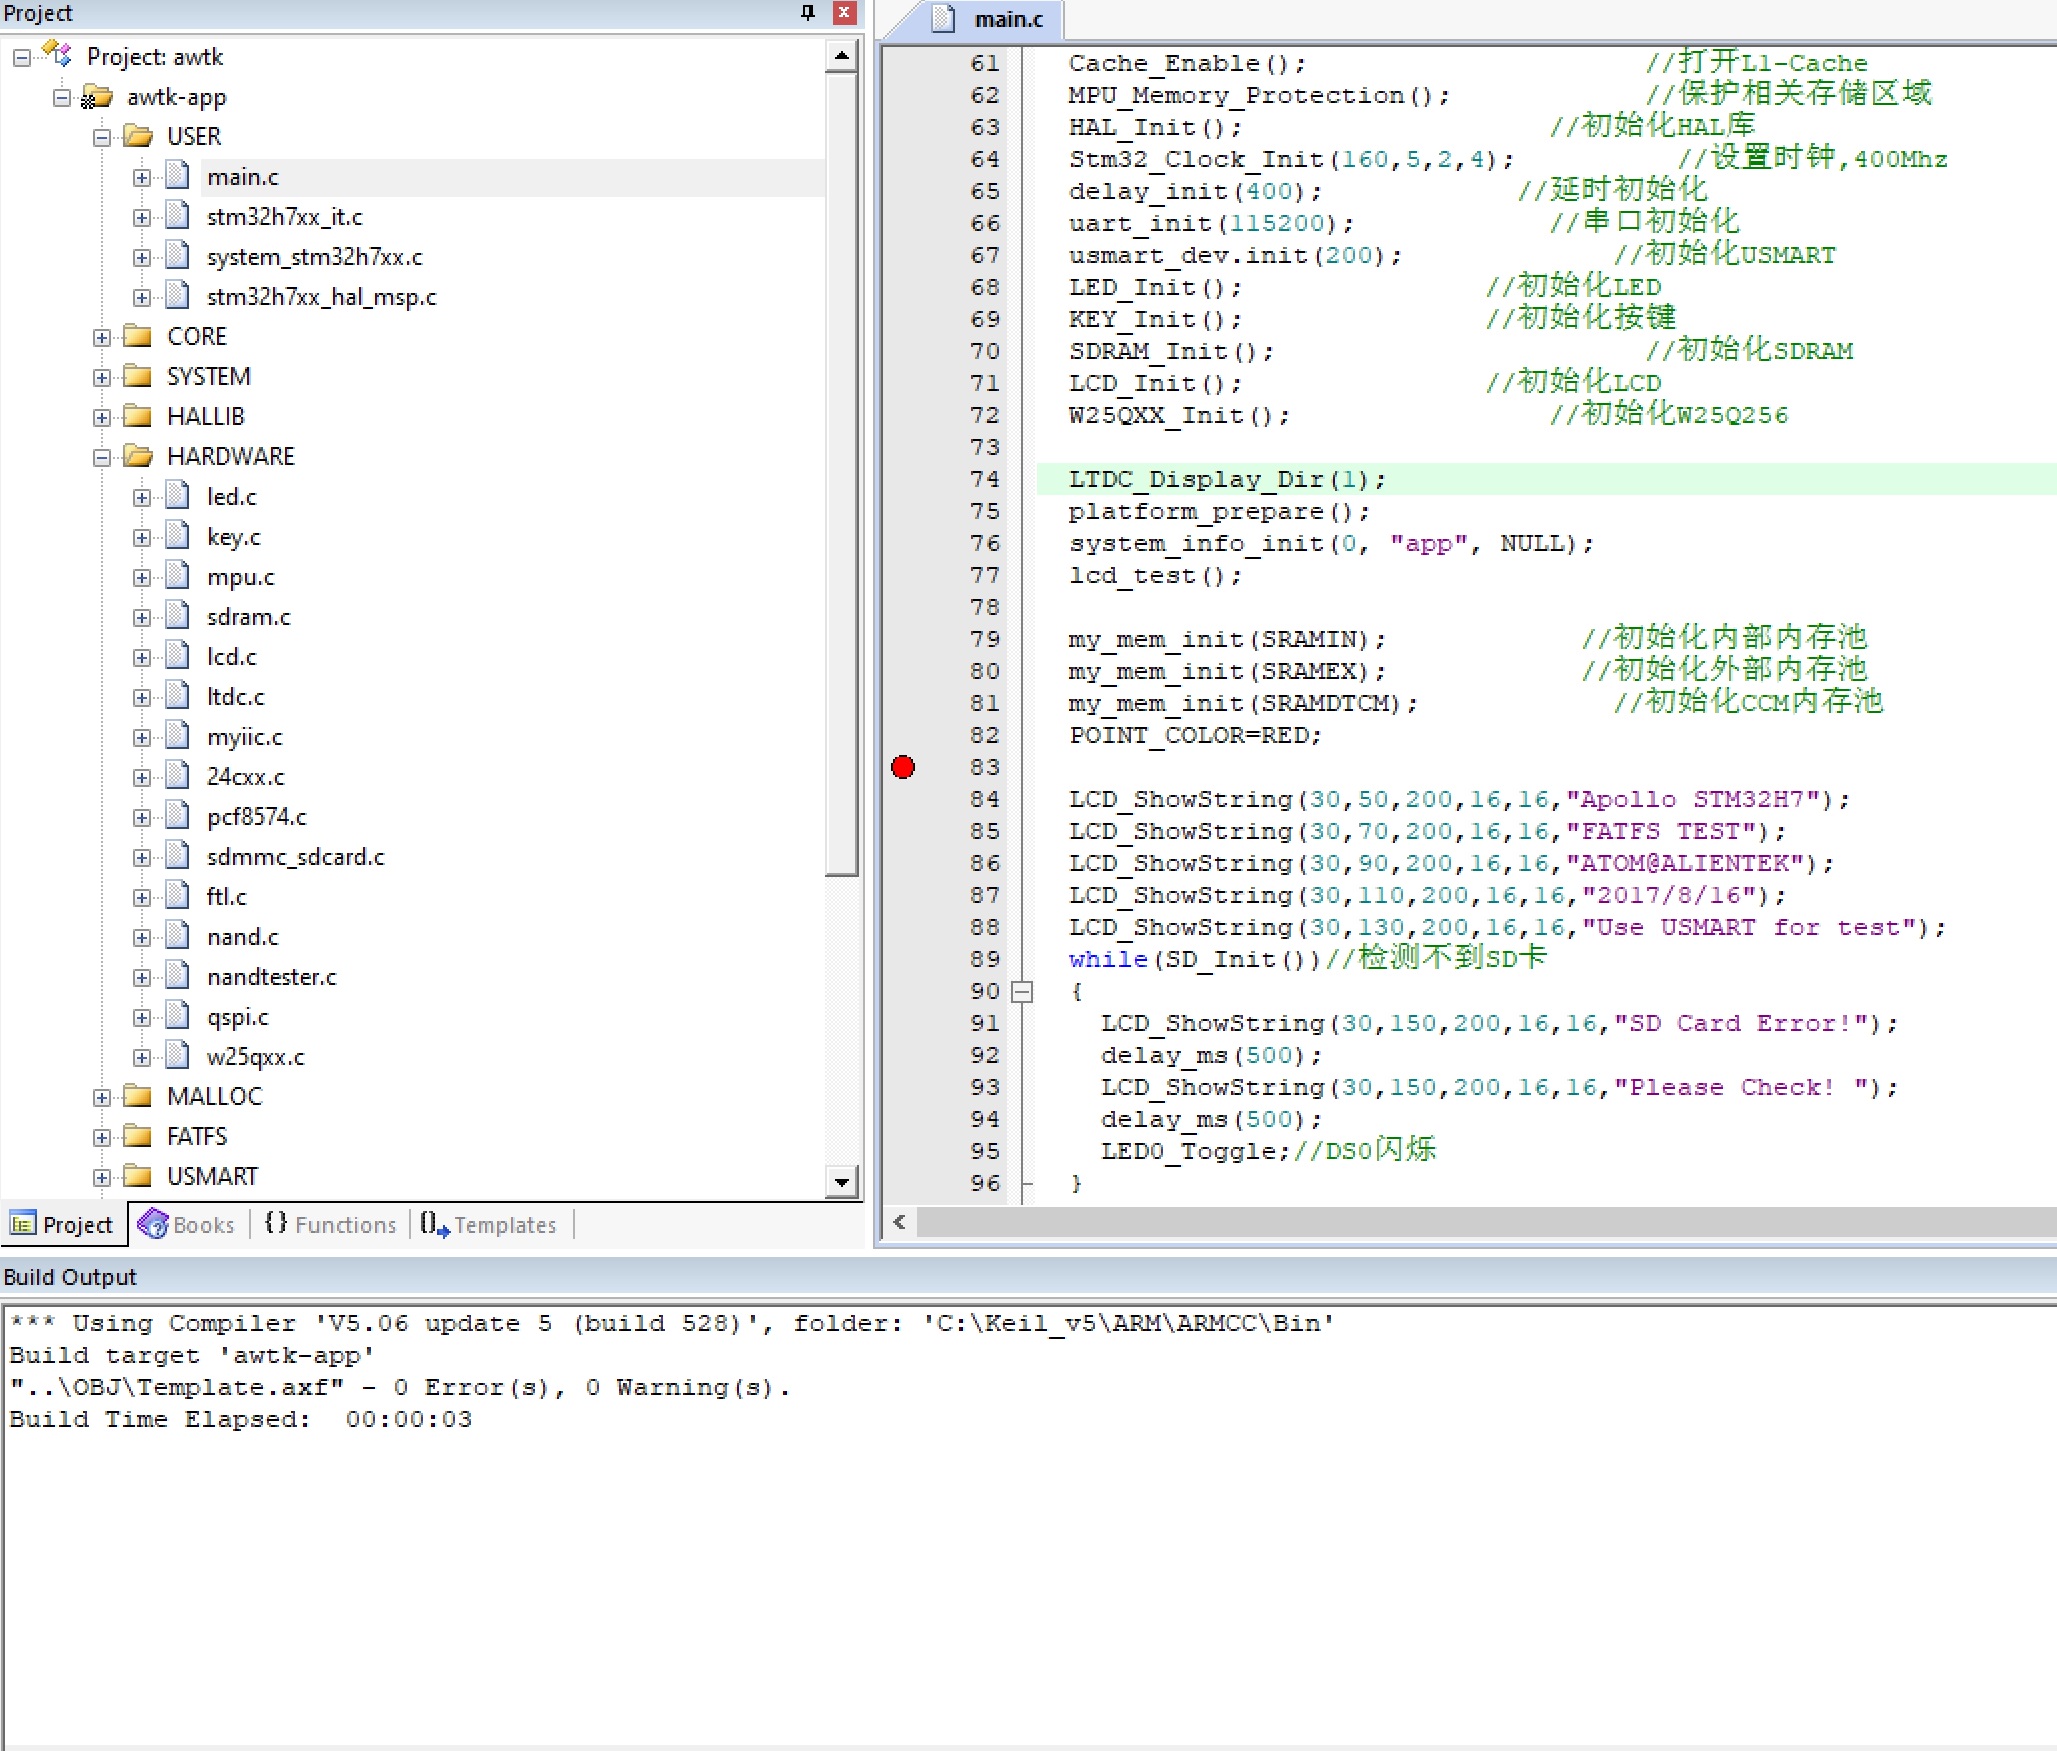 Project
Project: awtk
awtk-app
USER
main.c
stm32h7xx_it.c
system_stm32h7xx.c
stm32h7xx_hal_msp.c
CORE
SYSTEM
HALLIB
HARDWARE
led.c
key.c
mpu.c
sdram.c
lcd.c
ltdc.c
myiic.c
24cxx.c
pcf8574.c
sdmmc_sdcard.c
ftl.c
nand.c
nandtester.c
qspi.c
w25qxx.c
MALLOC
FATFS
USMART
Project Books {} Functions Templates
main.c
61 Cache_Enable(); //打开L1-Cache
62 MPU_Memory_Protection(); //保护相关存储区域
63 HAL_Init(); //初始化HAL库
64 Stm32_Clock_Init(160,5,2,4); //设置时钟,400Mhz
65 delay_init(400); //延时初始化
66 uart_init(115200); //串口初始化
67 usmart_dev.init(200); //初始化USMART
68 LED_Init(); //初始化LED
69 KEY_Init(); //初始化按键
70 SDRAM_Init(); //初始化SDRAM
71 LCD_Init(); //初始化LCD
72 W25QXX_Init(); //初始化W25Q256
73
74 LTDC_Display_Dir(1);
75 platform_prepare();
76 system_info_init(0, "app", NULL);
77 lcd_test();
78
79 my_mem_init(SRAMIN); //初始化内部内存池
80 my_mem_init(SRAMEX); //初始化外部内存池
81 my_mem_init(SRAMDTCM); //初始化CCM内存池
82 POINT_COLOR=RED;
83
84 LCD_ShowString(30,50,200,16,16,"Apollo STM32H7");
85 LCD_ShowString(30,70,200,16,16,"FATFS TEST");
86 LCD_ShowString(30,90,200,16,16,"ATOM@ALIENTEK");
87 LCD_ShowString(30,110,200,16,16,"2017/8/16");
88 LCD_ShowString(30,130,200,16,16,"Use USMART for test");
89 while(SD_Init())//检测不到SD卡
90 {
91 LCD_ShowString(30,150,200,16,16,"SD Card Error!");
92 delay_ms(500);
93 LCD_ShowString(30,150,200,16,16,"Please Check! ");
94 delay_ms(500);
95 LED0_Toggle;//DS0闪烁
96 }
Build Output
*** Using Compiler 'V5.06 update 5 (build 528)', folder: 'C:\Keil_v5\ARM\ARMCC\Bin'
Build target 'awtk-app'
"..\OBJ\Template.axf" - 0 Error(s), 0 Warning(s).
Build Time Elapsed:  00:00:03